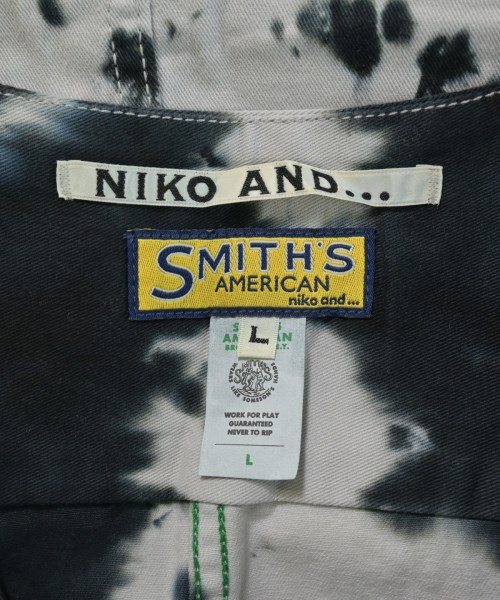 NIKO AND...
SMITH'S
AMERICAN
niko and...
L
WORK FOR PLAY
GUARANTEED
NEVER TO RIP
L